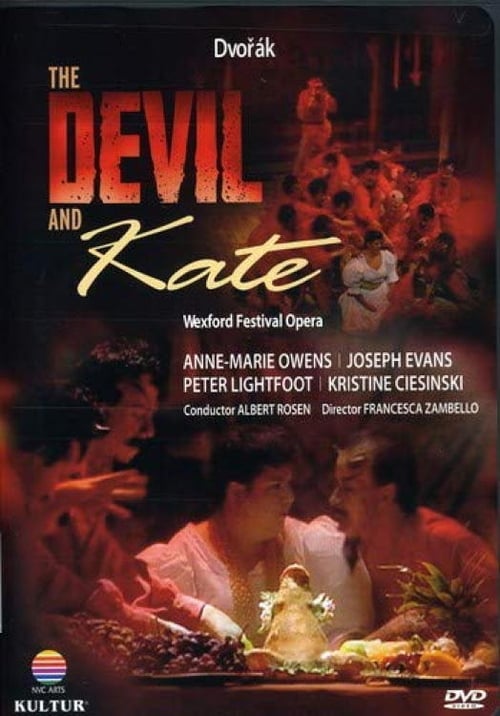 Dvořák
THE
DEVIL
AND
Kate
Wexford Festival Opera
ANNE-MARIE OWENS | JOSEPH EVANS
PETER LIGHTFOOT | KRISTINE CIESINSKI
Conductor ALBERT ROSEN Director FRANCESCA ZAMBELLO
NVC ARTS
KULTUR
DVD
VIDEO